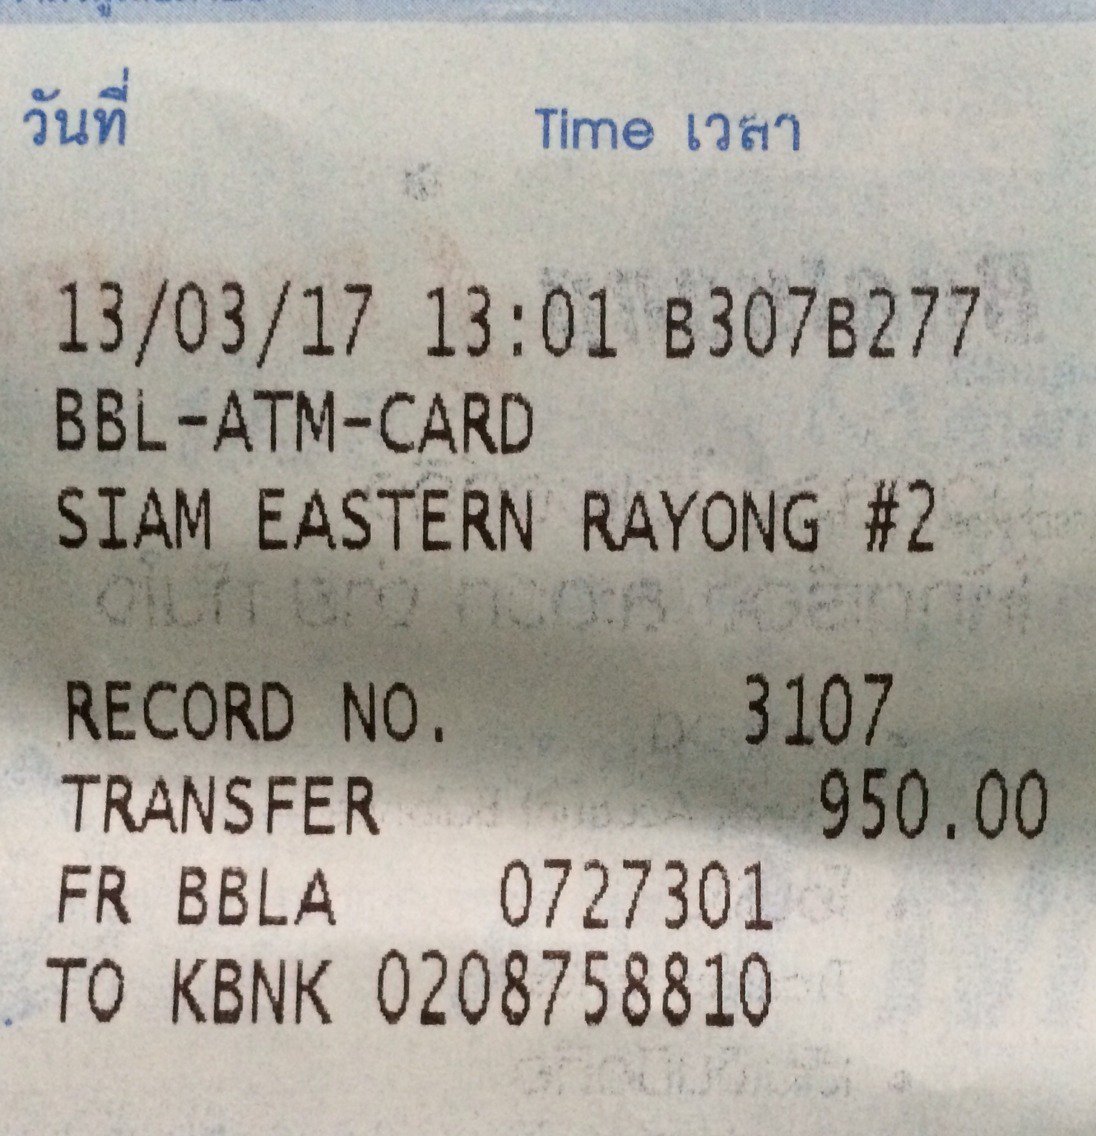 วันที่ Time เวลา
13/03/17 13:01 B307B277
BBL-ATM-CARD
SIAM EASTERN RAYONG #2
RECORD NO. 3107
TRANSFER 950.00
FR BBLA 0727301
TO KBNK 0208758810